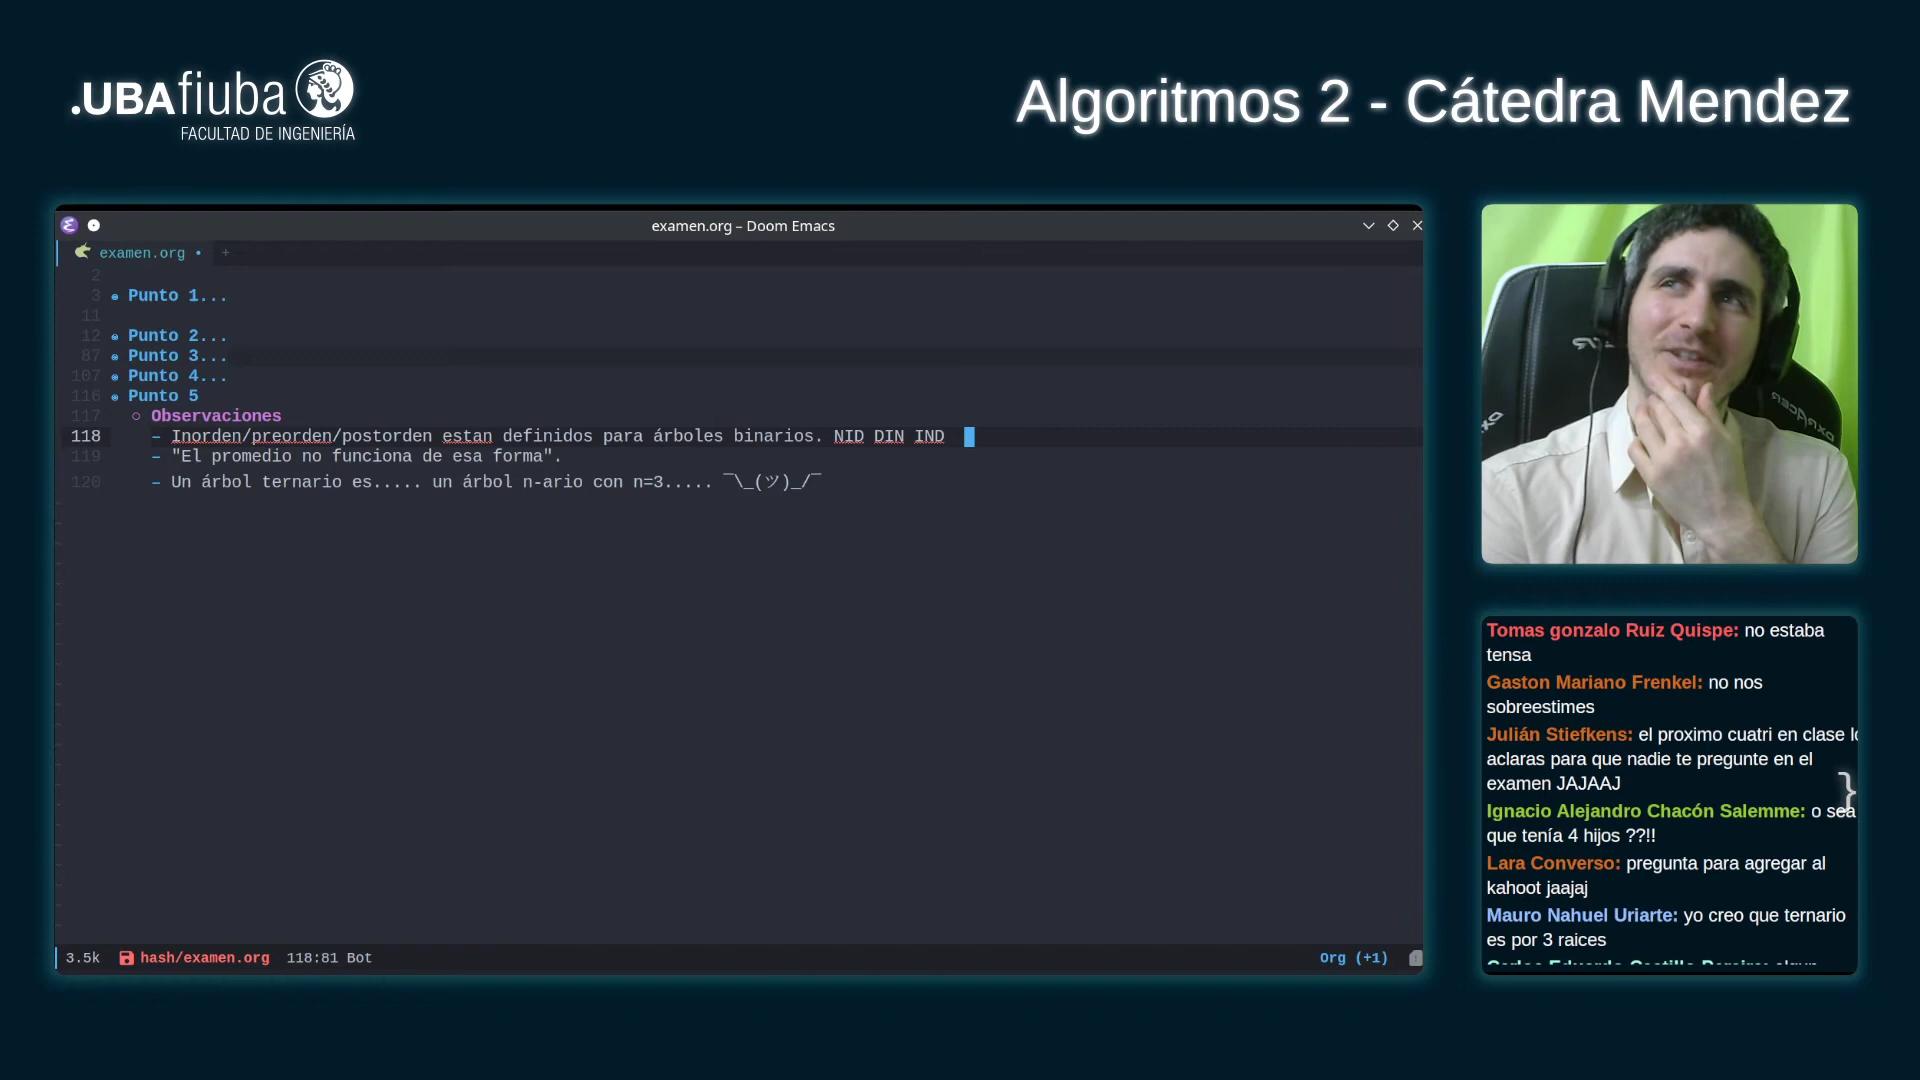 .UBAfiuba
FACULTAD DE INGENIERÍA
Algoritmos 2 - Cátedra Mendez
examen.org – Doom Emacs
examen.org • +
2
3 Punto 1...
11
12 Punto 2...
87 Punto 3...
107 Punto 4...
116 Punto 5
117 Observaciones
118 - Inorden/preorden/postorden estan definidos para árboles binarios. NID DIN IND
119 - "El promedio no funciona de esa forma".
120 - Un árbol ternario es..... un árbol n-ario con n=3..... ¯\_(ツ)_/¯
3.5k hash/examen.org 118:81 Bot Org (+1)
Tomas gonzalo Ruiz Quispe: no estaba
tensa
Gaston Mariano Frenkel: no nos
sobreestimes
Julián Stiefkens: el proximo cuatri en clase
aclaras para que nadie te pregunte en el
examen JAJAAJ
}
Ignacio Alejandro Chacón Salemme: o sea
que tenía 4 hijos ??!!
Lara Converso: pregunta para agregar al
kahoot jaajaj
Mauro Nahuel Uriarte: yo creo que ternario
es por 3 raices